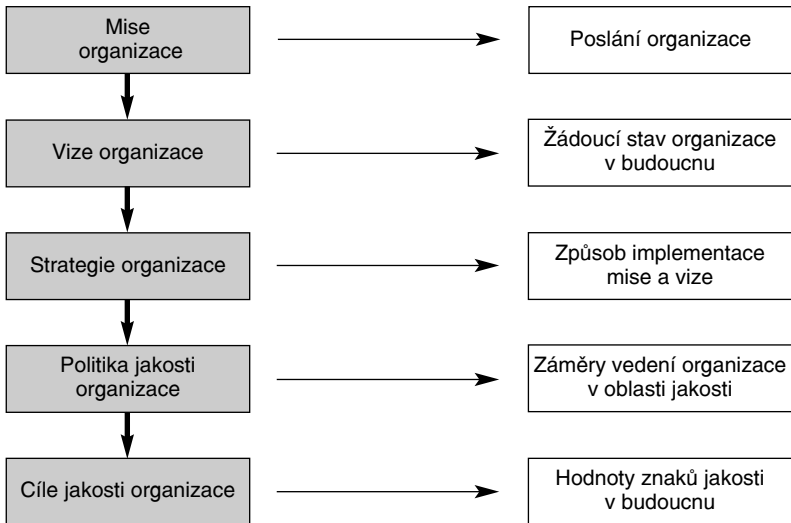 Mise
organizace
Poslání organizace
Vize organizace
Žádoucí stav organizace
v budoucnu
Strategie organizace
Způsob implementace
mise a vize
Politika jakosti
organizace
Záměry vedení organizace
v oblasti jakosti
Cíle jakosti organizace
Hodnoty znaků jakosti
v budoucnu